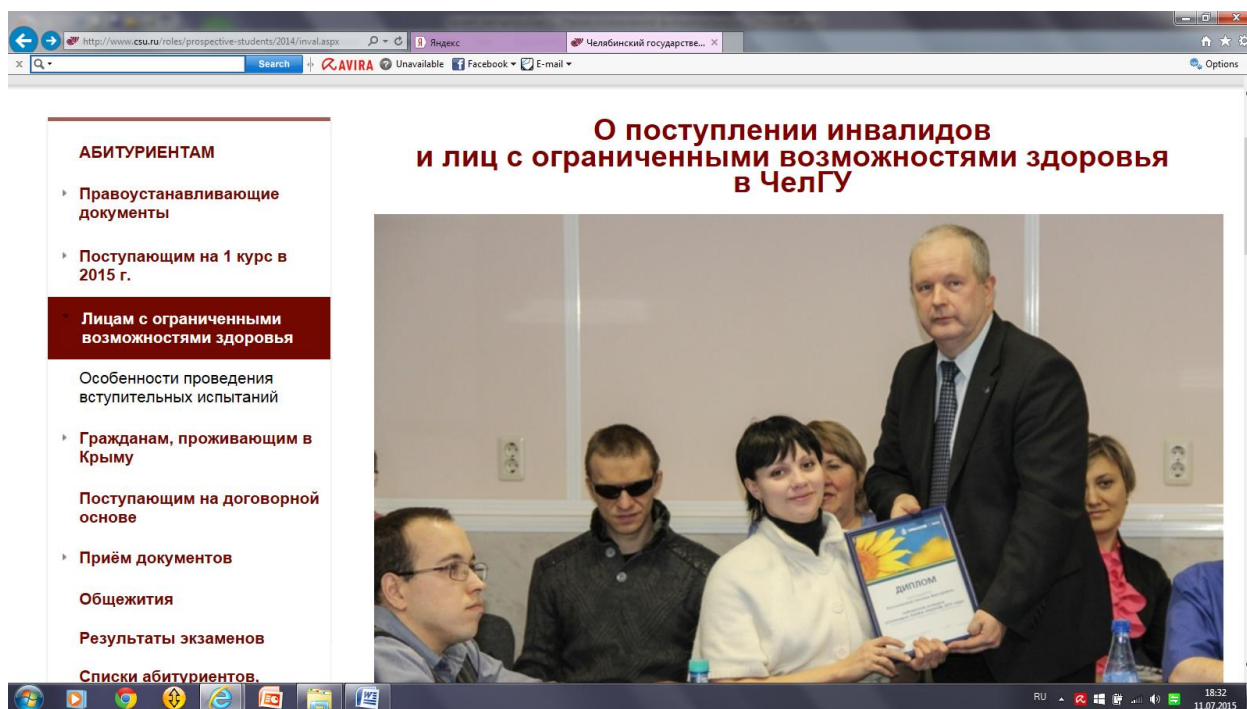 http://www.csu.ru/roles/prospective-students/2014/inval.aspx
Яндекс
Челябинский государстве...
Search
AVIRA
Unavailable
Facebook
E-mail
Options
О поступлении инвалидов
и лиц с ограниченными возможностями здоровья
в ЧелГУ
АБИТУРИЕНТАМ
Правоустанавливающие
документы
Поступающим на 1 курс в
2015 г.
Лицам с ограниченными
возможностями здоровья
Особенности проведения
вступительных испытаний
Гражданам, проживающим в
Крыму
Поступающим на договорной
основе
Приём документов
Общежития
Результаты экзаменов
Списки абитуриентов,
ДИПЛОМ
RU
18:32
11.07.2015